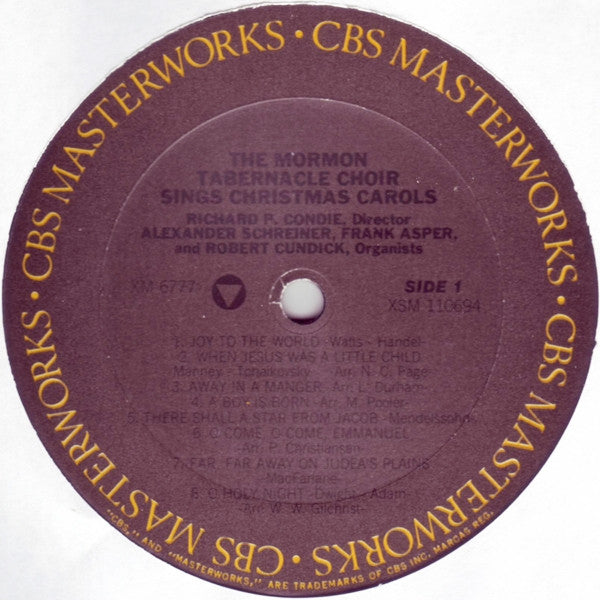 CBS MASTERWORKS • CBS MASTERWORKS • CBS MASTERWORKS • CBS MASTERWORKS •
THE MORMON
TABERNACLE CHOIR
SINGS CHRISTMAS CAROLS
RICHARD P. CONDIE, Director
ALEXANDER SCHREINER, FRANK ASPER,
and ROBERT CUNDICK, Organists
XM 6777
SIDE 1
XSM 110694
1. JOY TO THE WORLD -Watts - Handel-
2. WHEN JESUS WAS A LITTLE CHILD
Manney - Tchaikovsky - Arr. N. C. Page-
3. AWAY IN A MANGER -Arr. L. Durham-
4. A BOY IS BORN -Arr. M. Pooler-
5. THERE SHALL A STAR FROM JACOB -Mendelssohn-
6. O COME, O COME, EMMANUEL
-Arr. P. Christiansen-
7. FAR, FAR AWAY ON JUDEA'S PLAINS
-MacFarlane-
8. O HOLY NIGHT -Dwight - Adam-
-Arr. W. W. Gilchrist-
"CBS," AND "MASTERWORKS," ARE TRADEMARKS OF CBS INC. MARCAS REG.